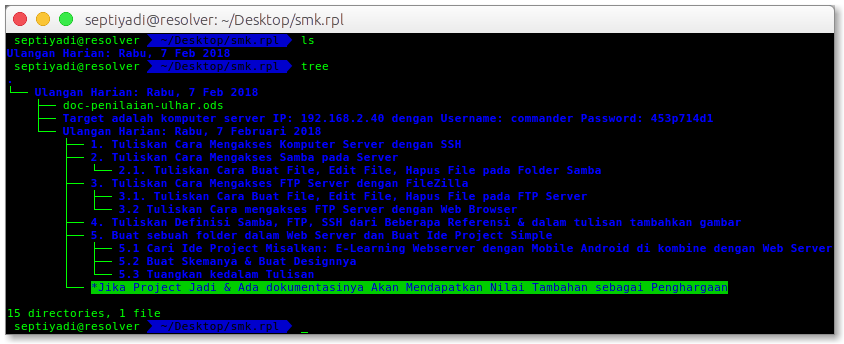 septiyadi@resolver: ~/Desktop/smk.rpl
septiyadi@resolver ~/Desktop/smk.rpl ls
Ulangan Harian: Rabu, 7 Feb 2018
septiyadi@resolver ~/Desktop/smk.rpl tree
.
└── Ulangan Harian: Rabu, 7 Feb 2018
    ├── doc-penilaian-ulhar.ods
    ├── Target adalah komputer server IP: 192.168.2.40 dengan Username: commander Password: 453p714d1
    └── Ulangan Harian: Rabu, 7 Februari 2018
        ├── 1. Tuliskan Cara Mengakses Komputer Server dengan SSH
        ├── 2. Tuliskan Cara Mengakses Samba pada Server
        │   └── 2.1. Tuliskan Cara Buat File, Edit File, Hapus File pada Folder Samba
        ├── 3. Tuliskan Cara Mengakses FTP Server dengan FileZilla
        │   ├── 3.1. Tuliskan Cara Buat File, Edit File, Hapus File pada FTP Server
        │   └── 3.2 Tuliskan Cara mengakses FTP Server dengan Web Browser
        ├── 4. Tuliskan Definisi Samba, FTP, SSH dari Beberapa Referensi & dalam tulisan tambahkan gambar
        ├── 5. Buat sebuah folder dalam Web Server dan Buat Ide Project Simple
        │   ├── 5.1 Cari Ide Project Misalkan: E-Learning Webserver dengan Mobile Android di kombine dengan Web Server
        │   ├── 5.2 Buat Skemanya & Buat Designnya
        │   └── 5.3 Tuangkan kedalam Tulisan
        └── *Jika Project Jadi & Ada dokumentasinya Akan Mendapatkan Nilai Tambahan sebagai Penghargaan
15 directories, 1 file
septiyadi@resolver ~/Desktop/smk.rpl _